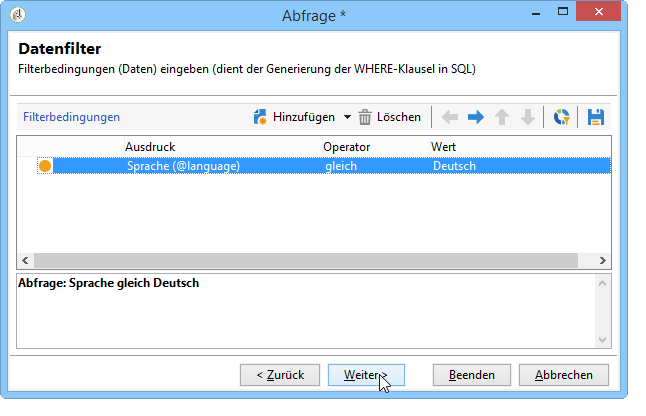 Abfrage *
Datenfilter
Filterbedingungen (Daten) eingeben (dient der Generierung der WHERE-Klausel in SQL)
Filterbedingungen Hinzufügen Löschen
Ausdruck Operator Wert
Sprache (@language) gleich Deutsch
Abfrage: Sprache gleich Deutsch
< Zurück Weiter > Beenden Abbrechen